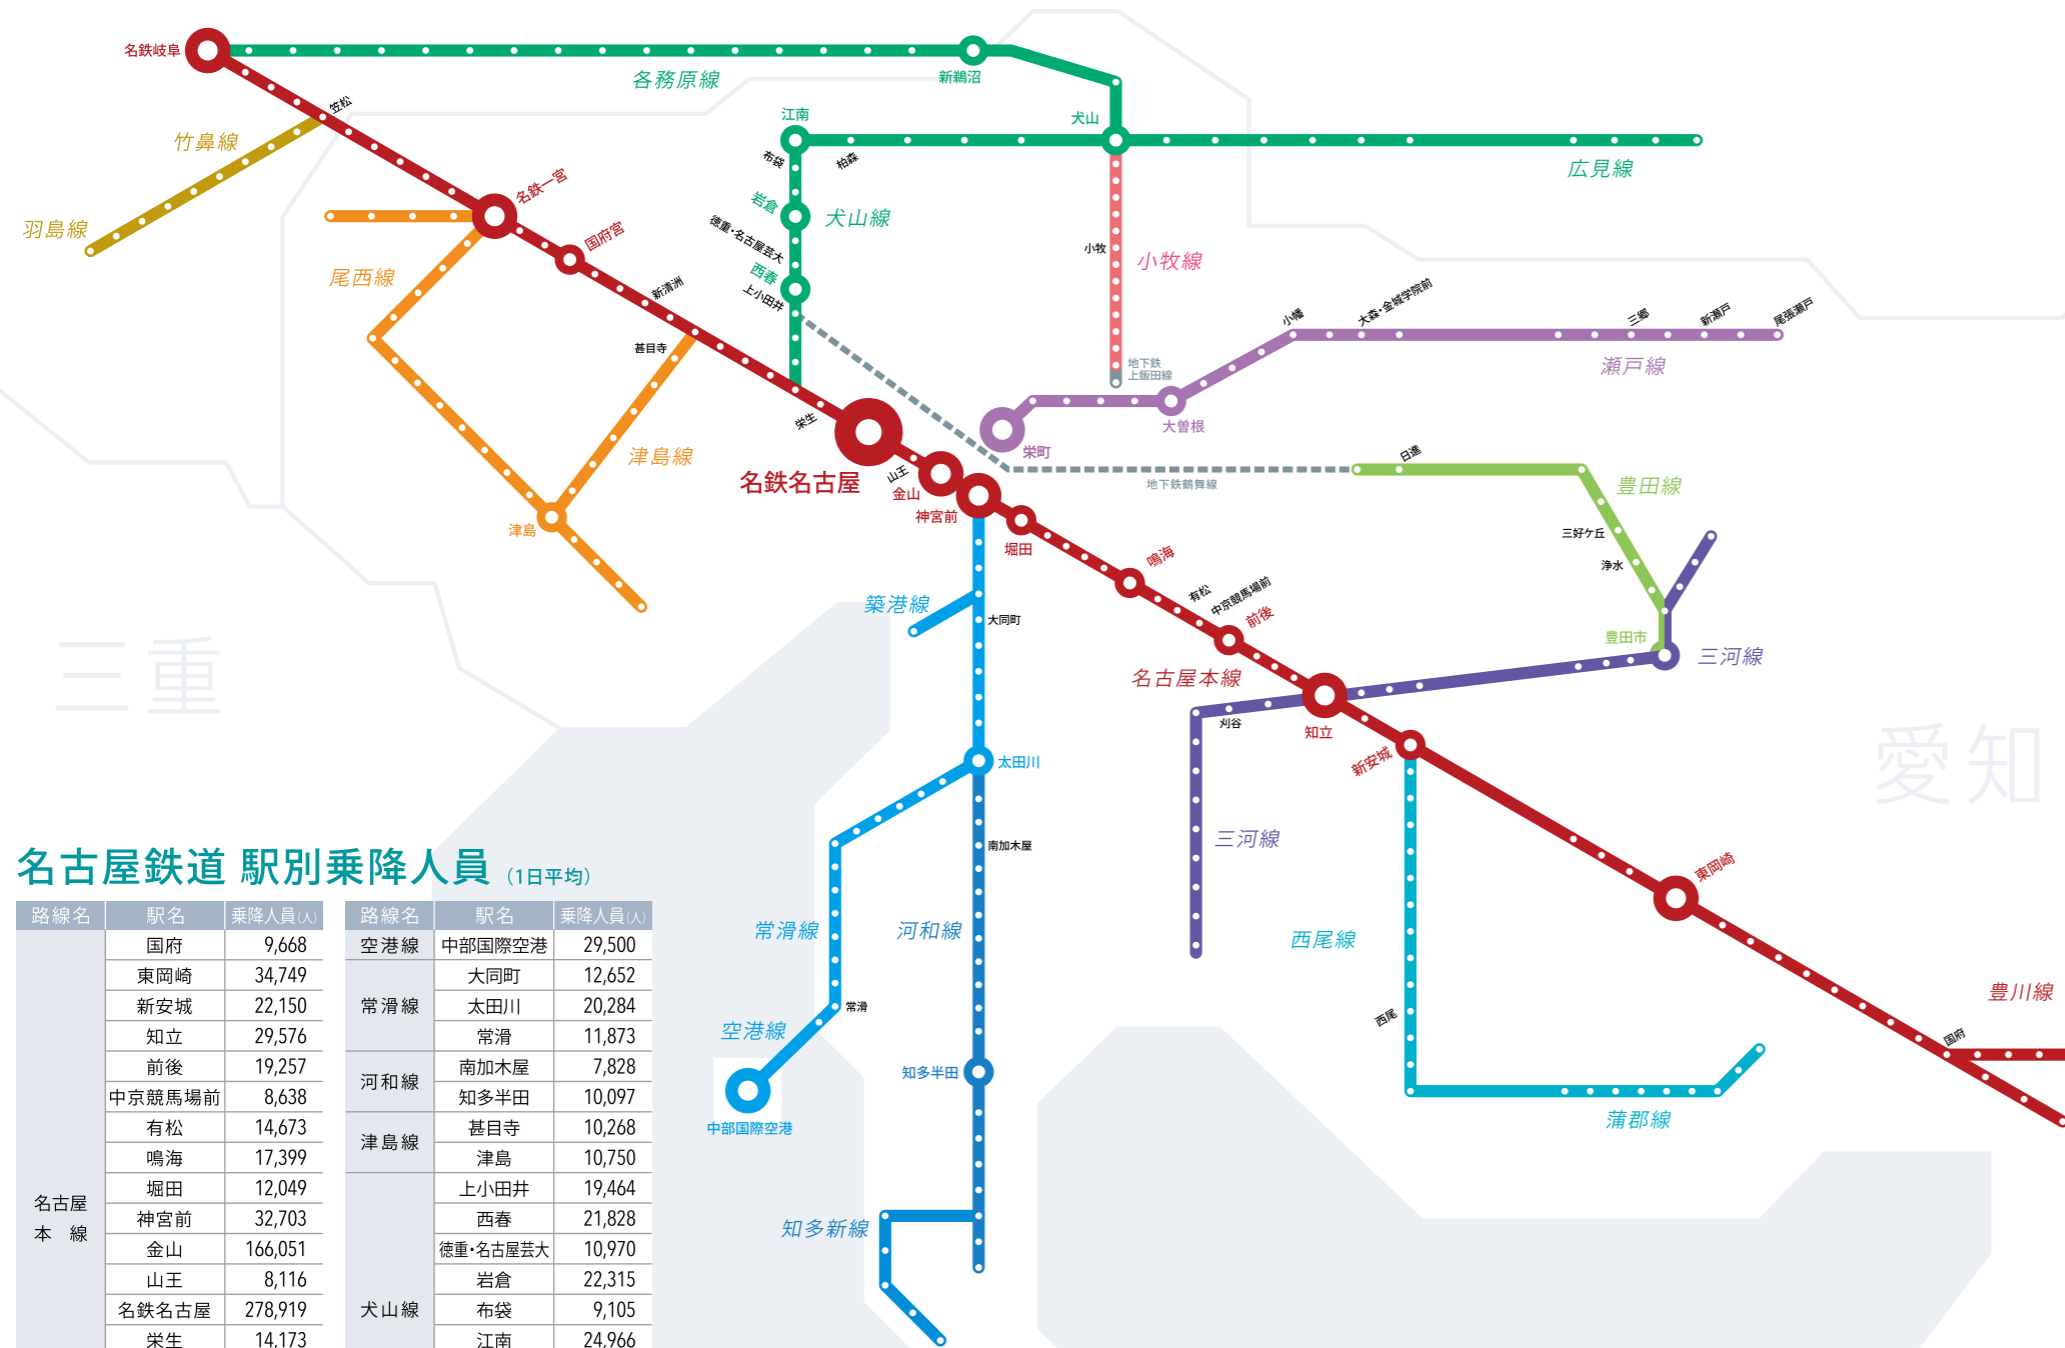 名鉄岐阜
各務原線
新鵜沼
笠松
竹鼻線
羽島線
江南
犬山
布袋
柏森
広見線
名鉄一宮
岩倉
犬山線
国府宮
徳重・名古屋芸大
小牧
小牧線
尾西線
西春
新清洲
上小田井
小幡
大森・金城学院前
三郷
新瀬戸
尾張瀬戸
甚目寺
地下鉄
上飯田線
瀬戸線
栄生
大曽根
栄町
津島線
日進
山王
名鉄名古屋
金山
地下鉄鶴舞線
豊田線
神宮前
津島
堀田
三好ケ丘
鳴海
浄水
有松
中京競馬場前
築港線
大同町
前後
豊田市
三河線
三重
名古屋本線
刈谷
知立
太田川
新安城
愛知
三河線
南加木屋
東岡崎
常滑線
河和線
西尾線
豊川線
常滑
西尾
空港線
国府
知多半田
中部国際空港
蒲郡線
知多新線
名古屋鉄道 駅別乗降人員（1日平均）
路線名 駅名 乗降人員(人)
名古屋
本 線
国府 9,668
東岡崎 34,749
新安城 22,150
知立 29,576
前後 19,257
中京競馬場前 8,638
有松 14,673
鳴海 17,399
堀田 12,049
神宮前 32,703
金山 166,051
山王 8,116
名鉄名古屋 278,919
栄生 14,173
路線名 駅名 乗降人員(人)
空港線 中部国際空港 29,500
常滑線
大同町 12,652
太田川 20,284
常滑 11,873
河和線
南加木屋 7,828
知多半田 10,097
津島線
甚目寺 10,268
津島 10,750
犬山線
上小田井 19,464
西春 21,828
徳重・名古屋芸大 10,970
岩倉 22,315
布袋 9,105
江南 24,966